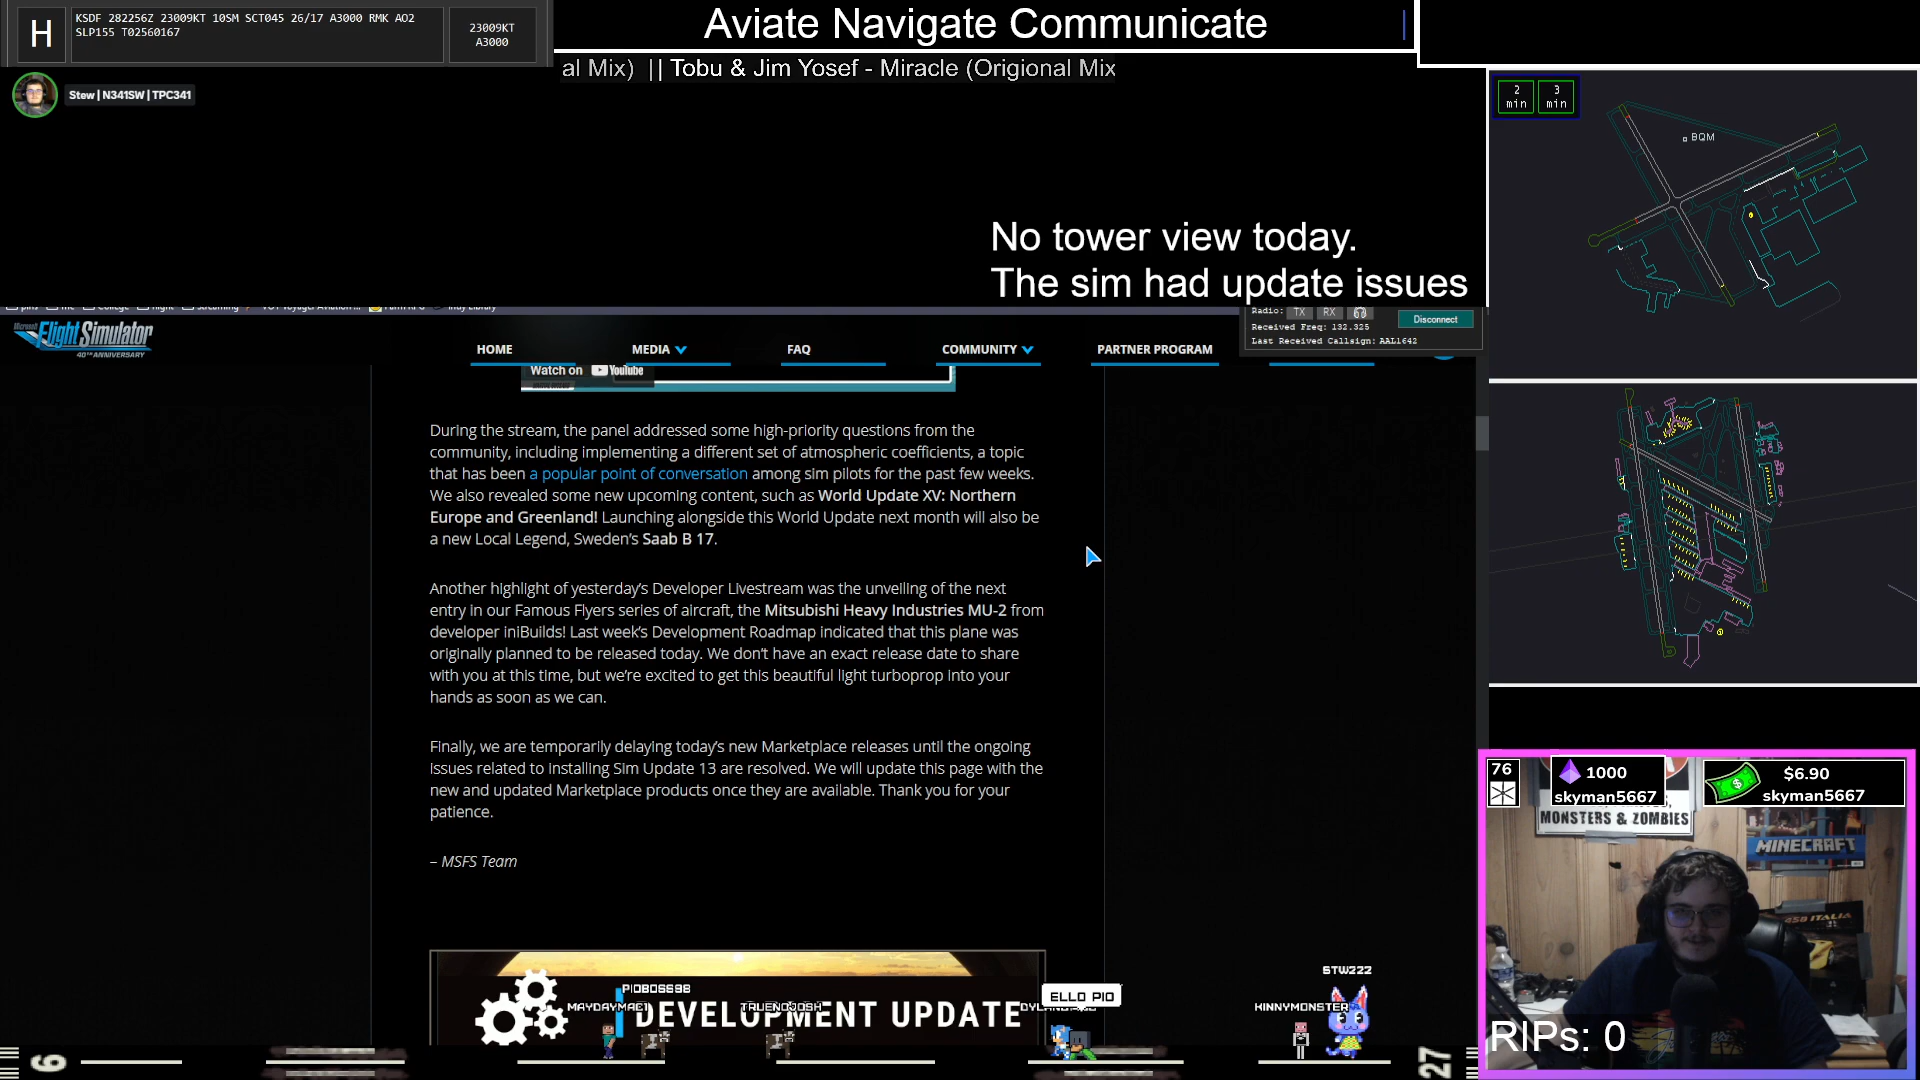 H
KSDF 282256Z 23009KT 10SM SCT045 26/17 A3000 RMK AO2
SLP155 T02560167
23009KT
A3000
Aviate Navigate Communicate
al Mix) || Tobu & Jim Yosef - Miracle (Origional Mix
Stew | N341SW | TPC341
2
min
3
min
BQM
No tower view today.
The sim had update issues
Radio: TX RX
Received Freq: 132.325
Last Received Callsign: AAL1642
Disconnect
Microsoft
Flight Simulator
40TH ANNIVERSARY
HOME
MEDIA
FAQ
COMMUNITY
PARTNER PROGRAM
Watch on YouTube
During the stream, the panel addressed some high-priority questions from the
community, including implementing a different set of atmospheric coefficients, a topic
that has been a popular point of conversation among sim pilots for the past few weeks.
We also revealed some new upcoming content, such as World Update XV: Northern
Europe and Greenland! Launching alongside this World Update next month will also be
a new Local Legend, Sweden's Saab B 17.
Another highlight of yesterday's Developer Livestream was the unveiling of the next
entry in our Famous Flyers series of aircraft, the Mitsubishi Heavy Industries MU-2 from
developer iniBuilds! Last week's Development Roadmap indicated that this plane was
originally planned to be released today. We don't have an exact release date to share
with you at this time, but we're excited to get this beautiful light turboprop into your
hands as soon as we can.
Finally, we are temporarily delaying today's new Marketplace releases until the ongoing
issues related to installing Sim Update 13 are resolved. We will update this page with the
new and updated Marketplace products once they are available. Thank you for your
patience.
– MSFS Team
DEVELOPMENT UPDATE
PIOBOSE98
ELLO PIO
STW222
KINNYMONSTER
76
1000
skyman5667
$6.90
skyman5667
MONSTERS & ZOMBIES
MINECRAFT
458 ITALIA
RIPs: 0
9
27